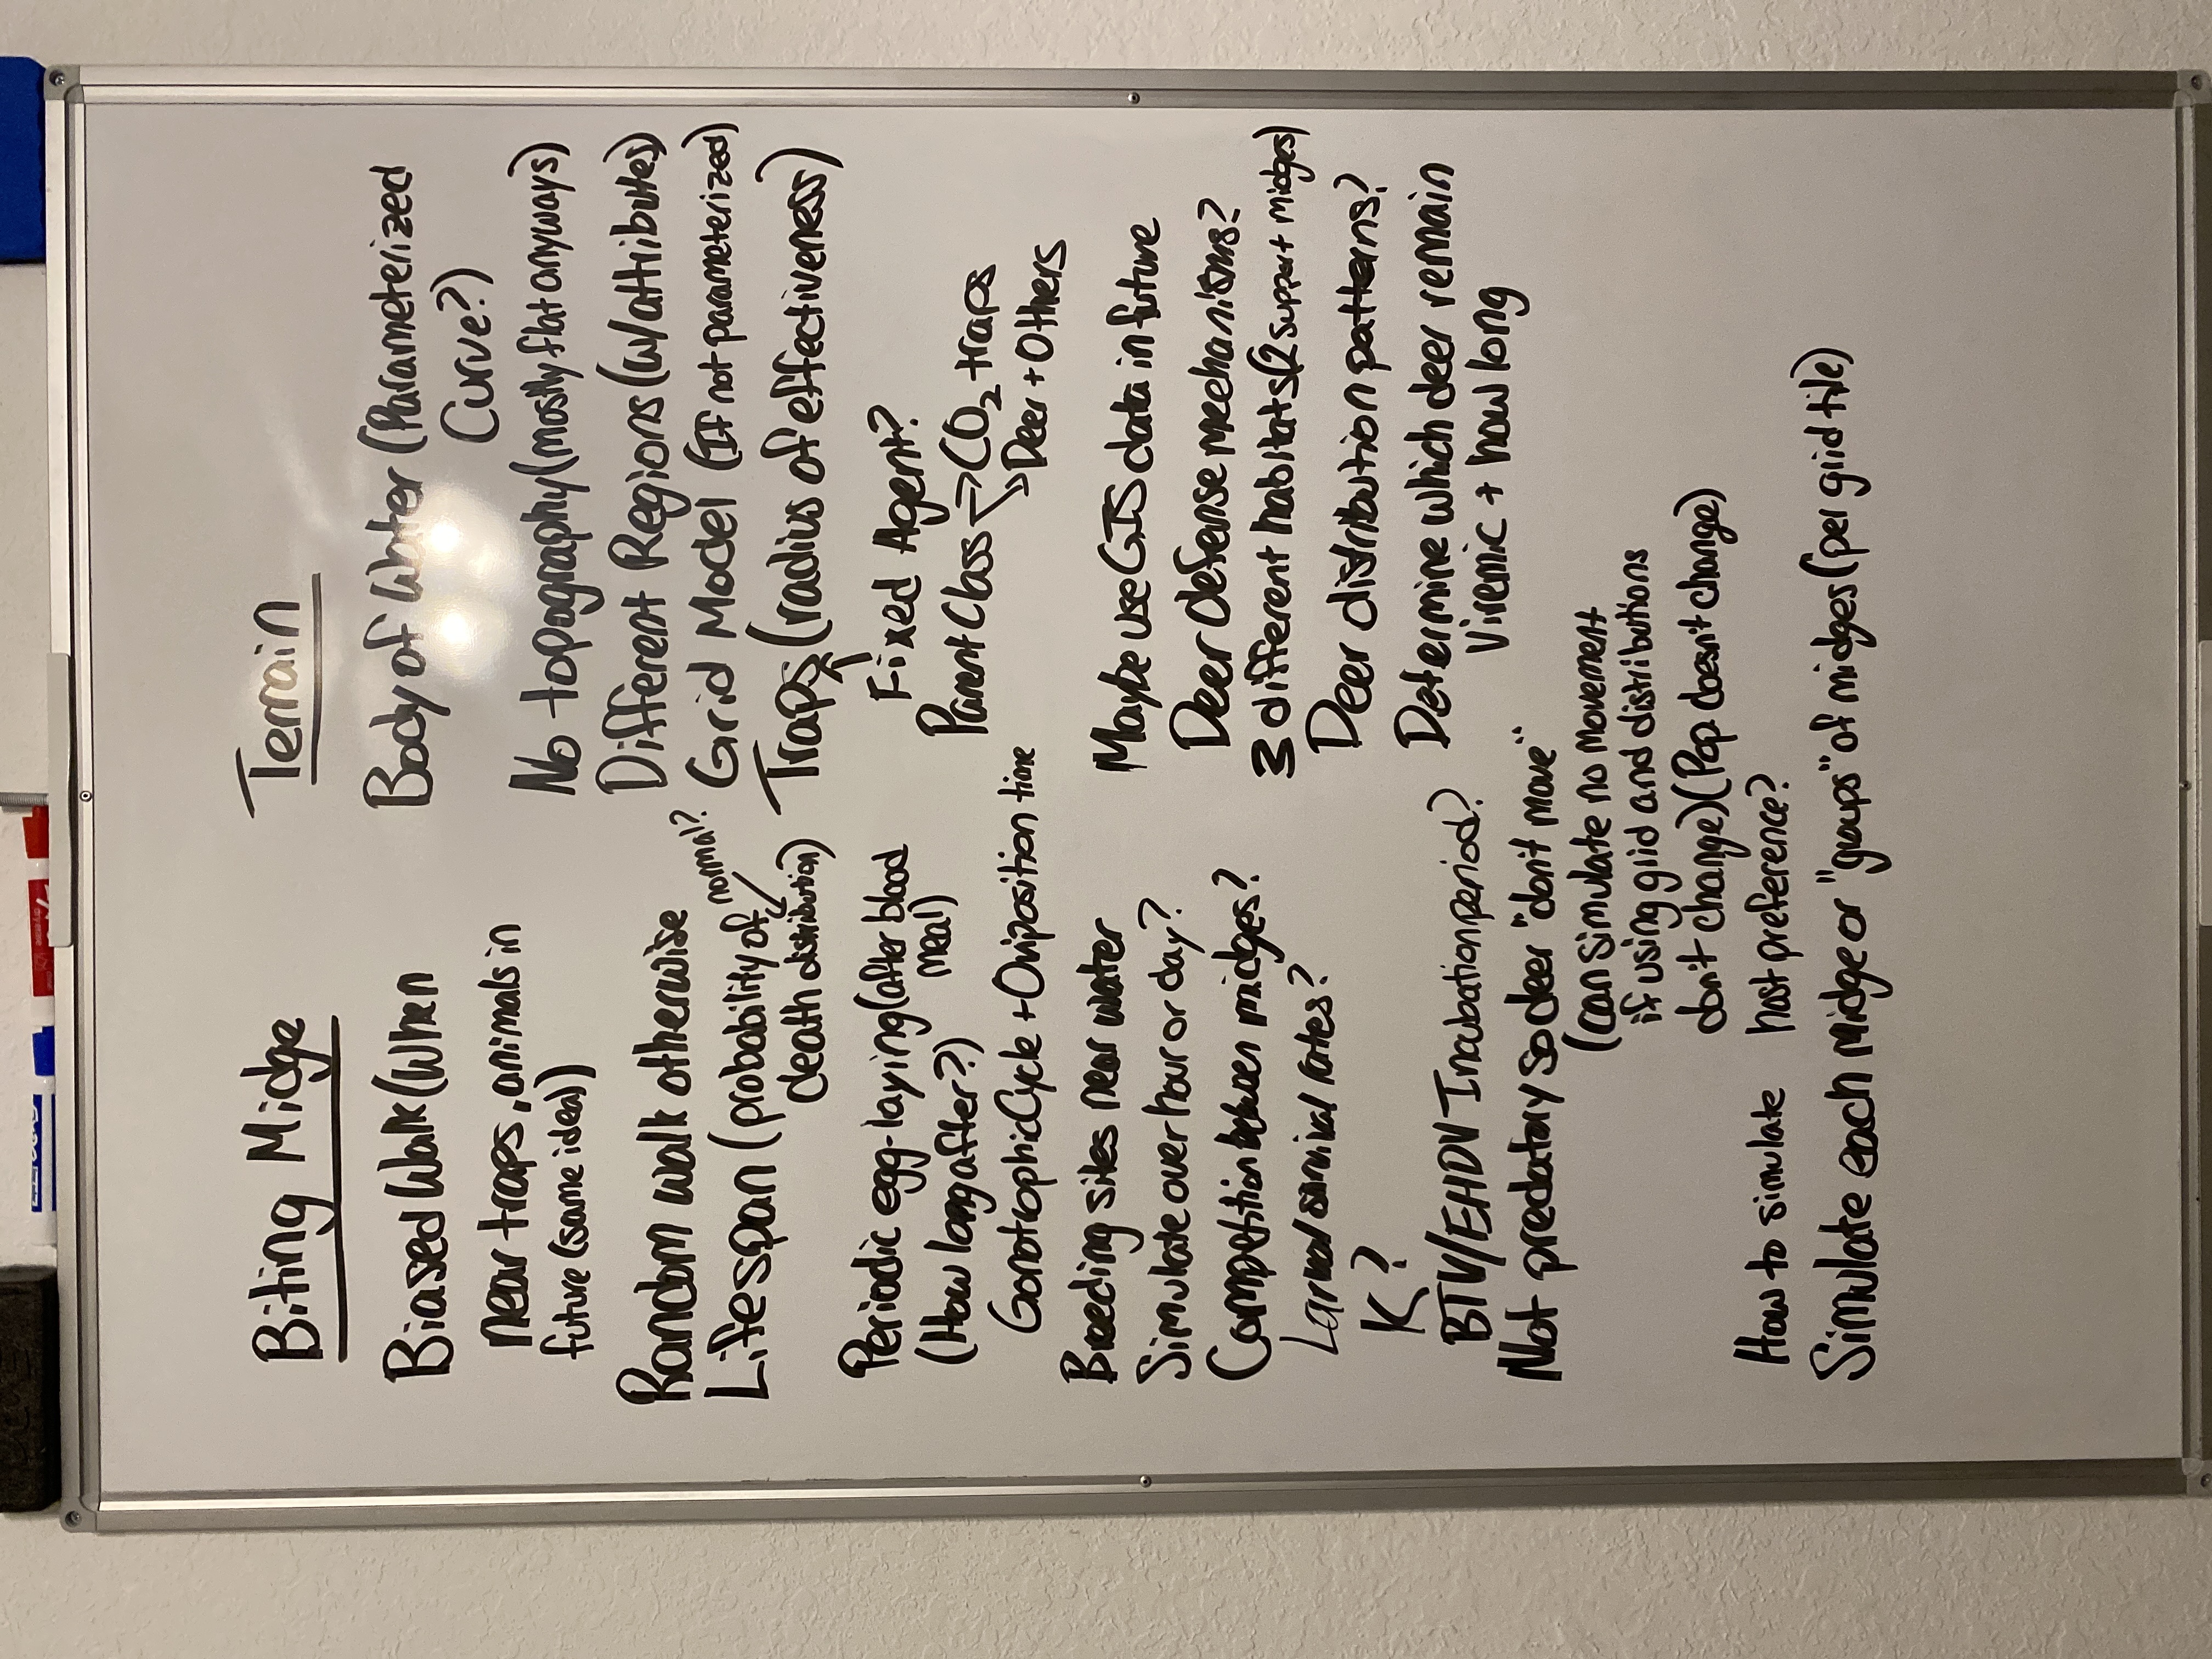 Biting Midge
Biased Walk (When
near traps, animals in
future (same idea))
Random walk otherwise
Lifespan (probability of
normal?
death distribution)
Periodic egg-laying (after blood
meal)
(How long after?)
Gonotrophic Cycle + Oviposition time
Breeding sites near water
Simulate over hour or day?
Competition between midges?
Larval survival rates?
K?
BTV/EHDV Incubation period?
Not predatory so deer "don't move"
(can simulate no movement
if using grid and distributions
don't change) (Pop. doesn't change)
How to simulate host preference?
Simulate each midge or "groups" of midges (per grid tile)
Terrain
Body of Water (Parameterized
Curve?)
No topography (mostly flat anyways)
Different Regions (w/attributes)
Grid Model (If not parameterized)
Traps (radius of effectiveness)
Fixed Agent?
Parent Class → CO₂ traps
Deer + Others
Maybe use GIS data in future
Deer defense mechanisms?
3 different habitats (2 support midges)
Deer distribution patterns?
Determine which deer remain
Viremic + how long